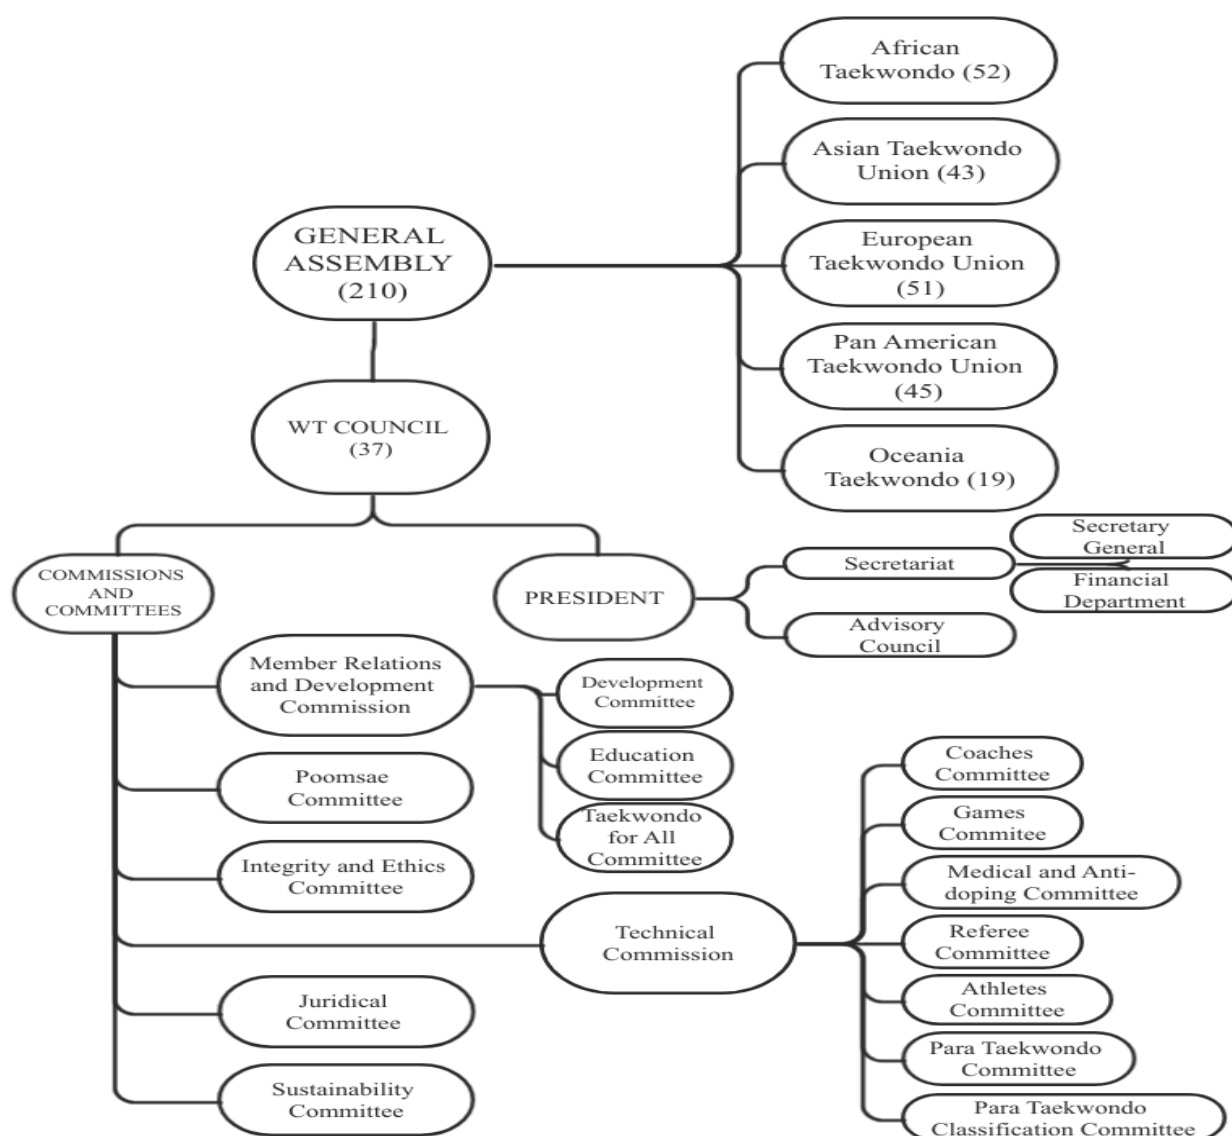 African
Taekwondo (52)
Asian Taekwondo
Union (43)
GENERAL
ASSEMBLY
(210)
European
Taekwondo Union
(51)
Pan American
Taekwondo Union
(45)
WT COUNCIL
(37)
Oceania
Taekwondo (19)
COMMISSIONS
AND
COMMITTEES
PRESIDENT
Secretariat
Secretary
General
Financial
Department
Advisory
Council
Member Relations
and Development
Commission
Development
Committee
Education
Committee
Taekwondo
for All
Committee
Poomsae
Committee
Integrity and Ethics
Committee
Technical
Commission
Coaches
Committee
Games
Commitee
Medical and Anti-
doping Committee
Referee
Committee
Athletes
Committee
Para Taekwondo
Committee
Para Taekwondo
Classification Committee
Juridical
Committee
Sustainability
Committee